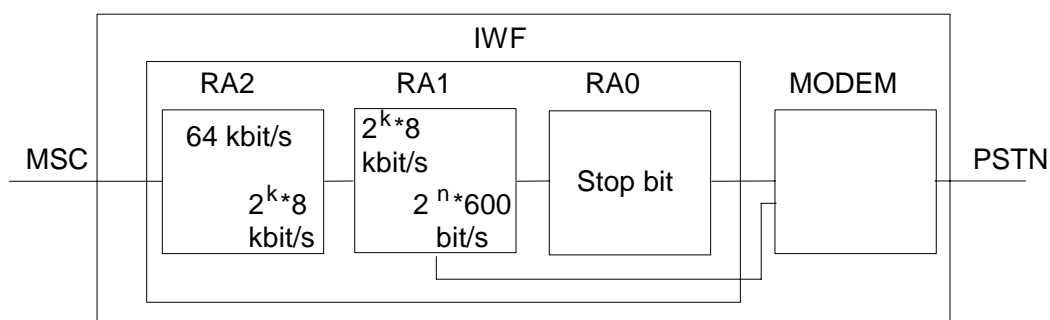 IWF
RA2
RA1
RA0
MODEM
MSC
PSTN
64 kbit/s
2^k*8
kbit/s
2^k*8
kbit/s
2^n*600
bit/s
Stop bit